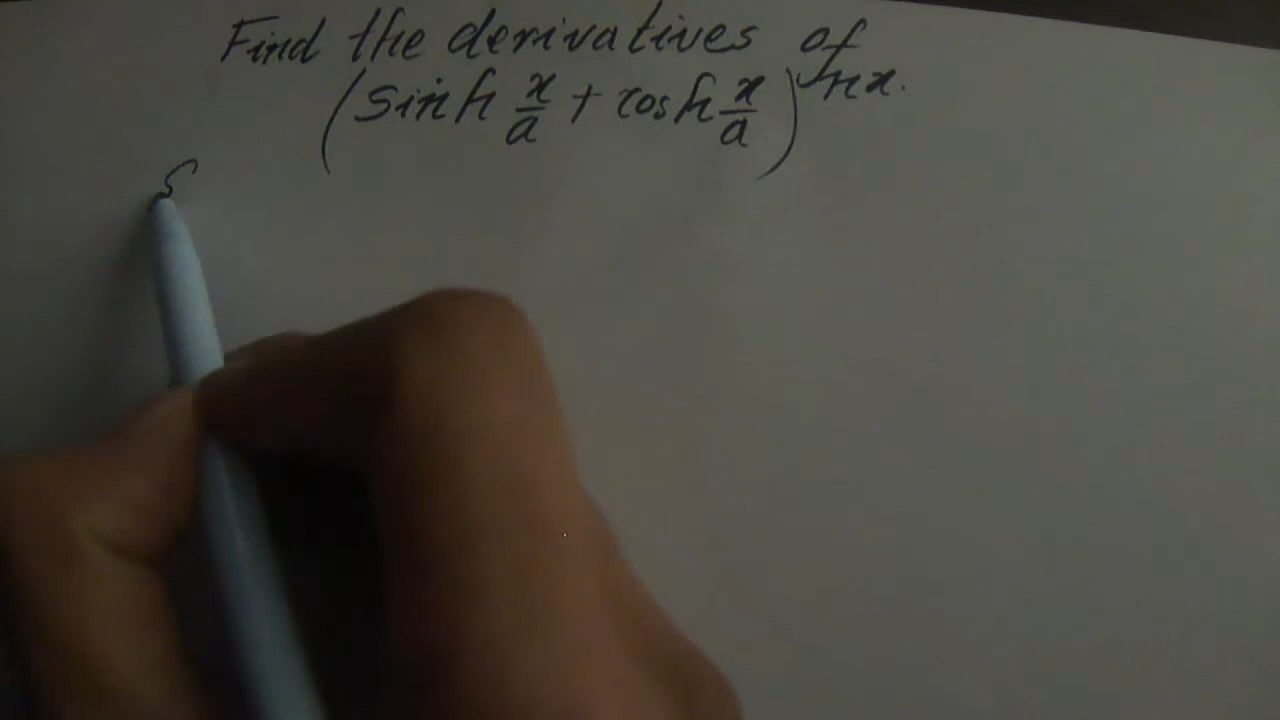 Find the derivatives of
(sinh x/a + cosh x/a)^nx.
S